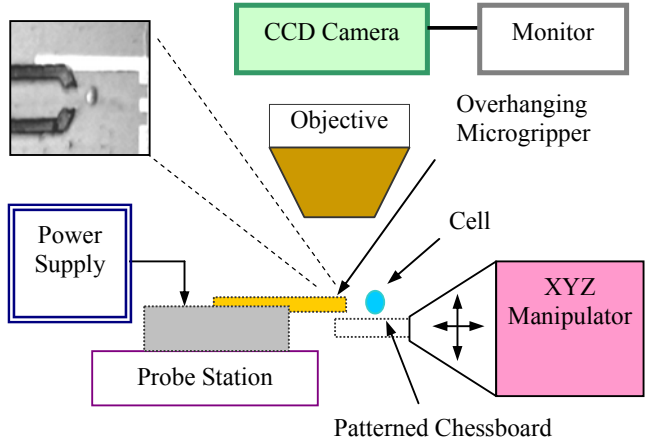 CCD Camera
Monitor
Overhanging
Microgripper
Objective
Cell
Power
Supply
XYZ
Manipulator
Probe Station
Patterned Chessboard